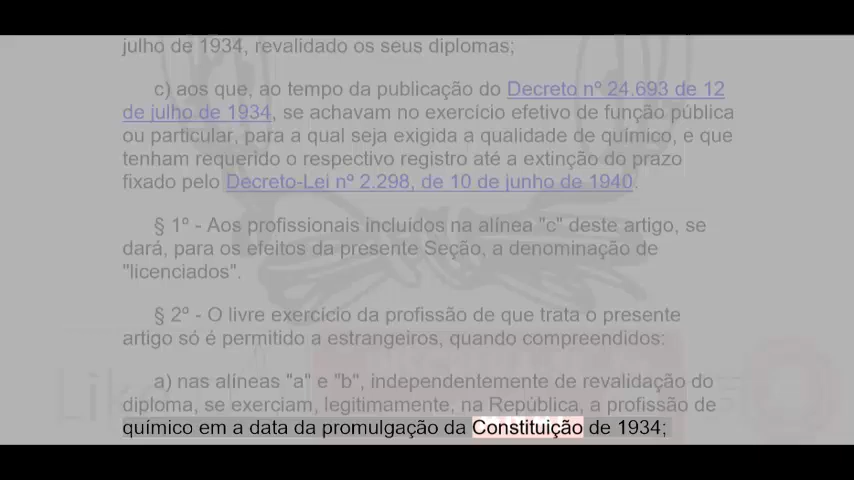 julho de 1934, revalidado os seus diplomas;
c) aos que, ao tempo da publicação do Decreto nº 24.693 de 12
de julho de 1934, se achavam no exercício efetivo de função pública
ou particular, para a qual seja exigida a qualidade de químico, e que
tenham requerido o respectivo registro até a extinção do prazo
fixado pelo Decreto-Lei nº 2.298, de 10 de junho de 1940.
§ 1º - Aos profissionais incluídos na alínea "c" deste artigo, se
dará, para os efeitos da presente Seção, a denominação de
"licenciados".
§ 2º - O livre exercício da profissão de que trata o presente
artigo só é permitido a estrangeiros, quando compreendidos:
a) nas alíneas "a" e "b", independentemente de revalidação do
diploma, se exerciam, legitimamente, na República, a profissão de
químico em a data da promulgação da Constituição de 1934;